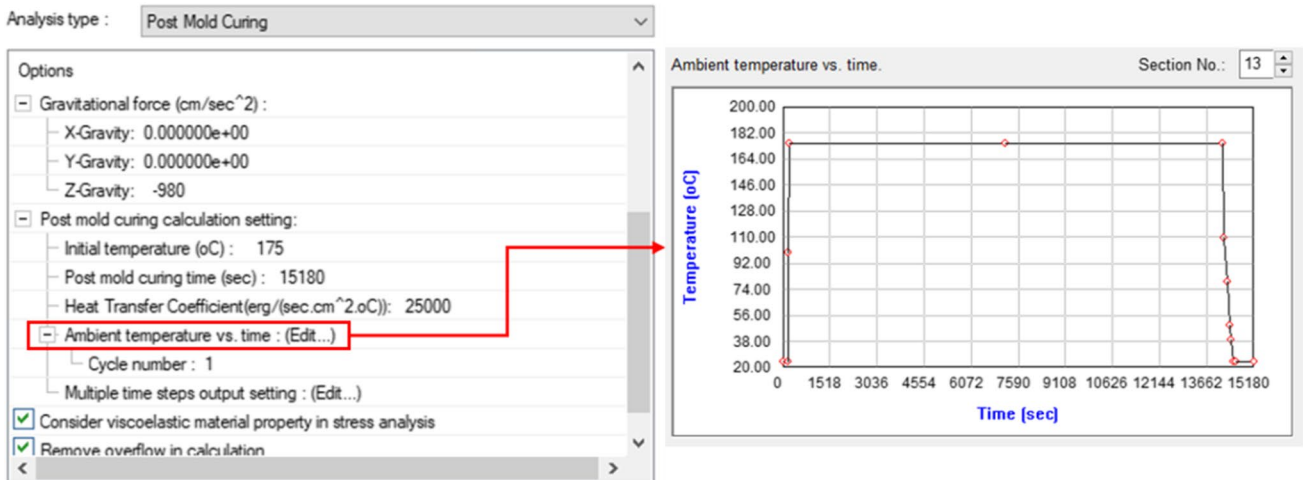 Analysis type :
Post Mold Curing
Options
Gravitational force (cm/sec^2) :
X-Gravity: 0.000000e+00
Y-Gravity: 0.000000e+00
Z-Gravity: -980
Post mold curing calculation setting:
Initial temperature (oC) : 175
Post mold curing time (sec) : 15180
Heat Transfer Coefficient(erg/(sec.cm^2.oC)): 25000
Ambient temperature vs. time : (Edit...)
Cycle number : 1
Multiple time steps output setting : (Edit...)
Consider viscoelastic material property in stress analysis
Remove overflow in calculation
Ambient temperature vs. time.
Section No.: 13
Temperature (oC)
200.00
182.00
164.00
146.00
128.00
110.00
92.00
74.00
56.00
38.00
20.00
0 1518 3036 4554 6072 7590 9108 10626 12144 13662 15180
Time (sec)